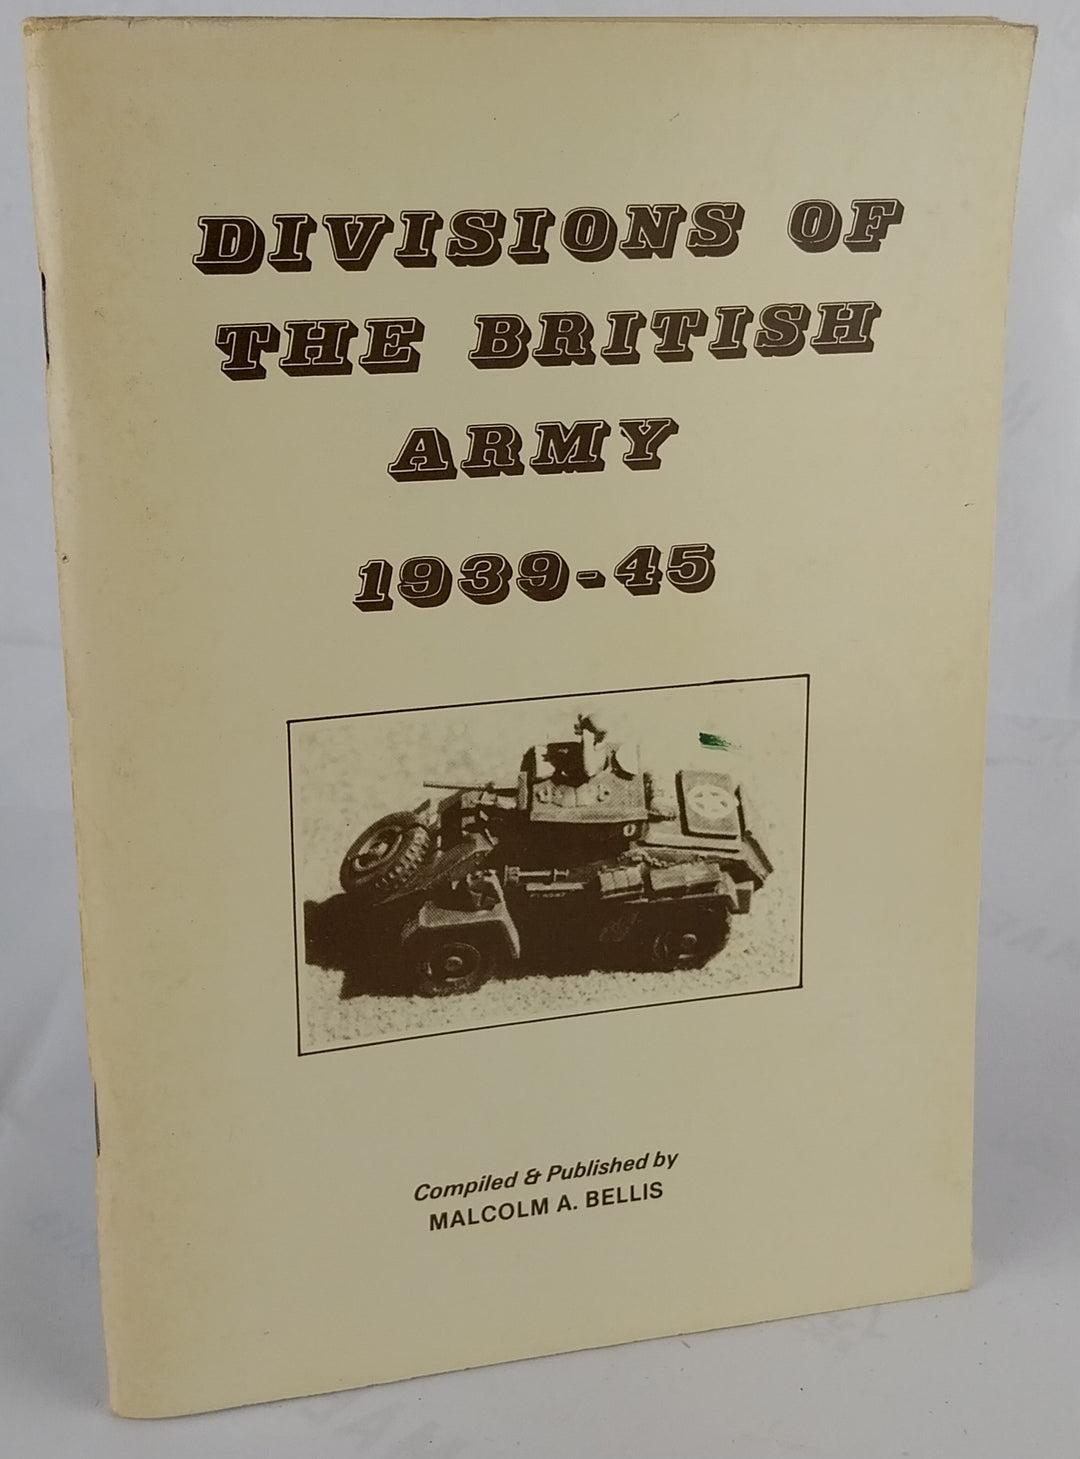 DIVISIONS OF
THE BRITISH
ARMY
1939-45
Compiled & Published by
MALCOLM A. BELLIS